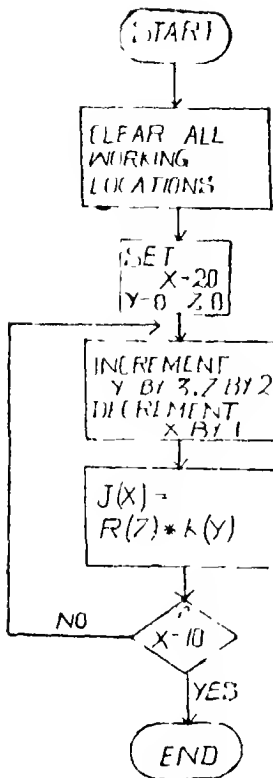 START
CLEAR ALL
WORKING
LOCATIONS
SET
X-20
Y=0 Z,0
INCREMENT
Y BY 3, Z BY 2
DECREMENT
X BY 1
J(X) =
R(Z) * K(Y)
?
X=10
NO
YES
END